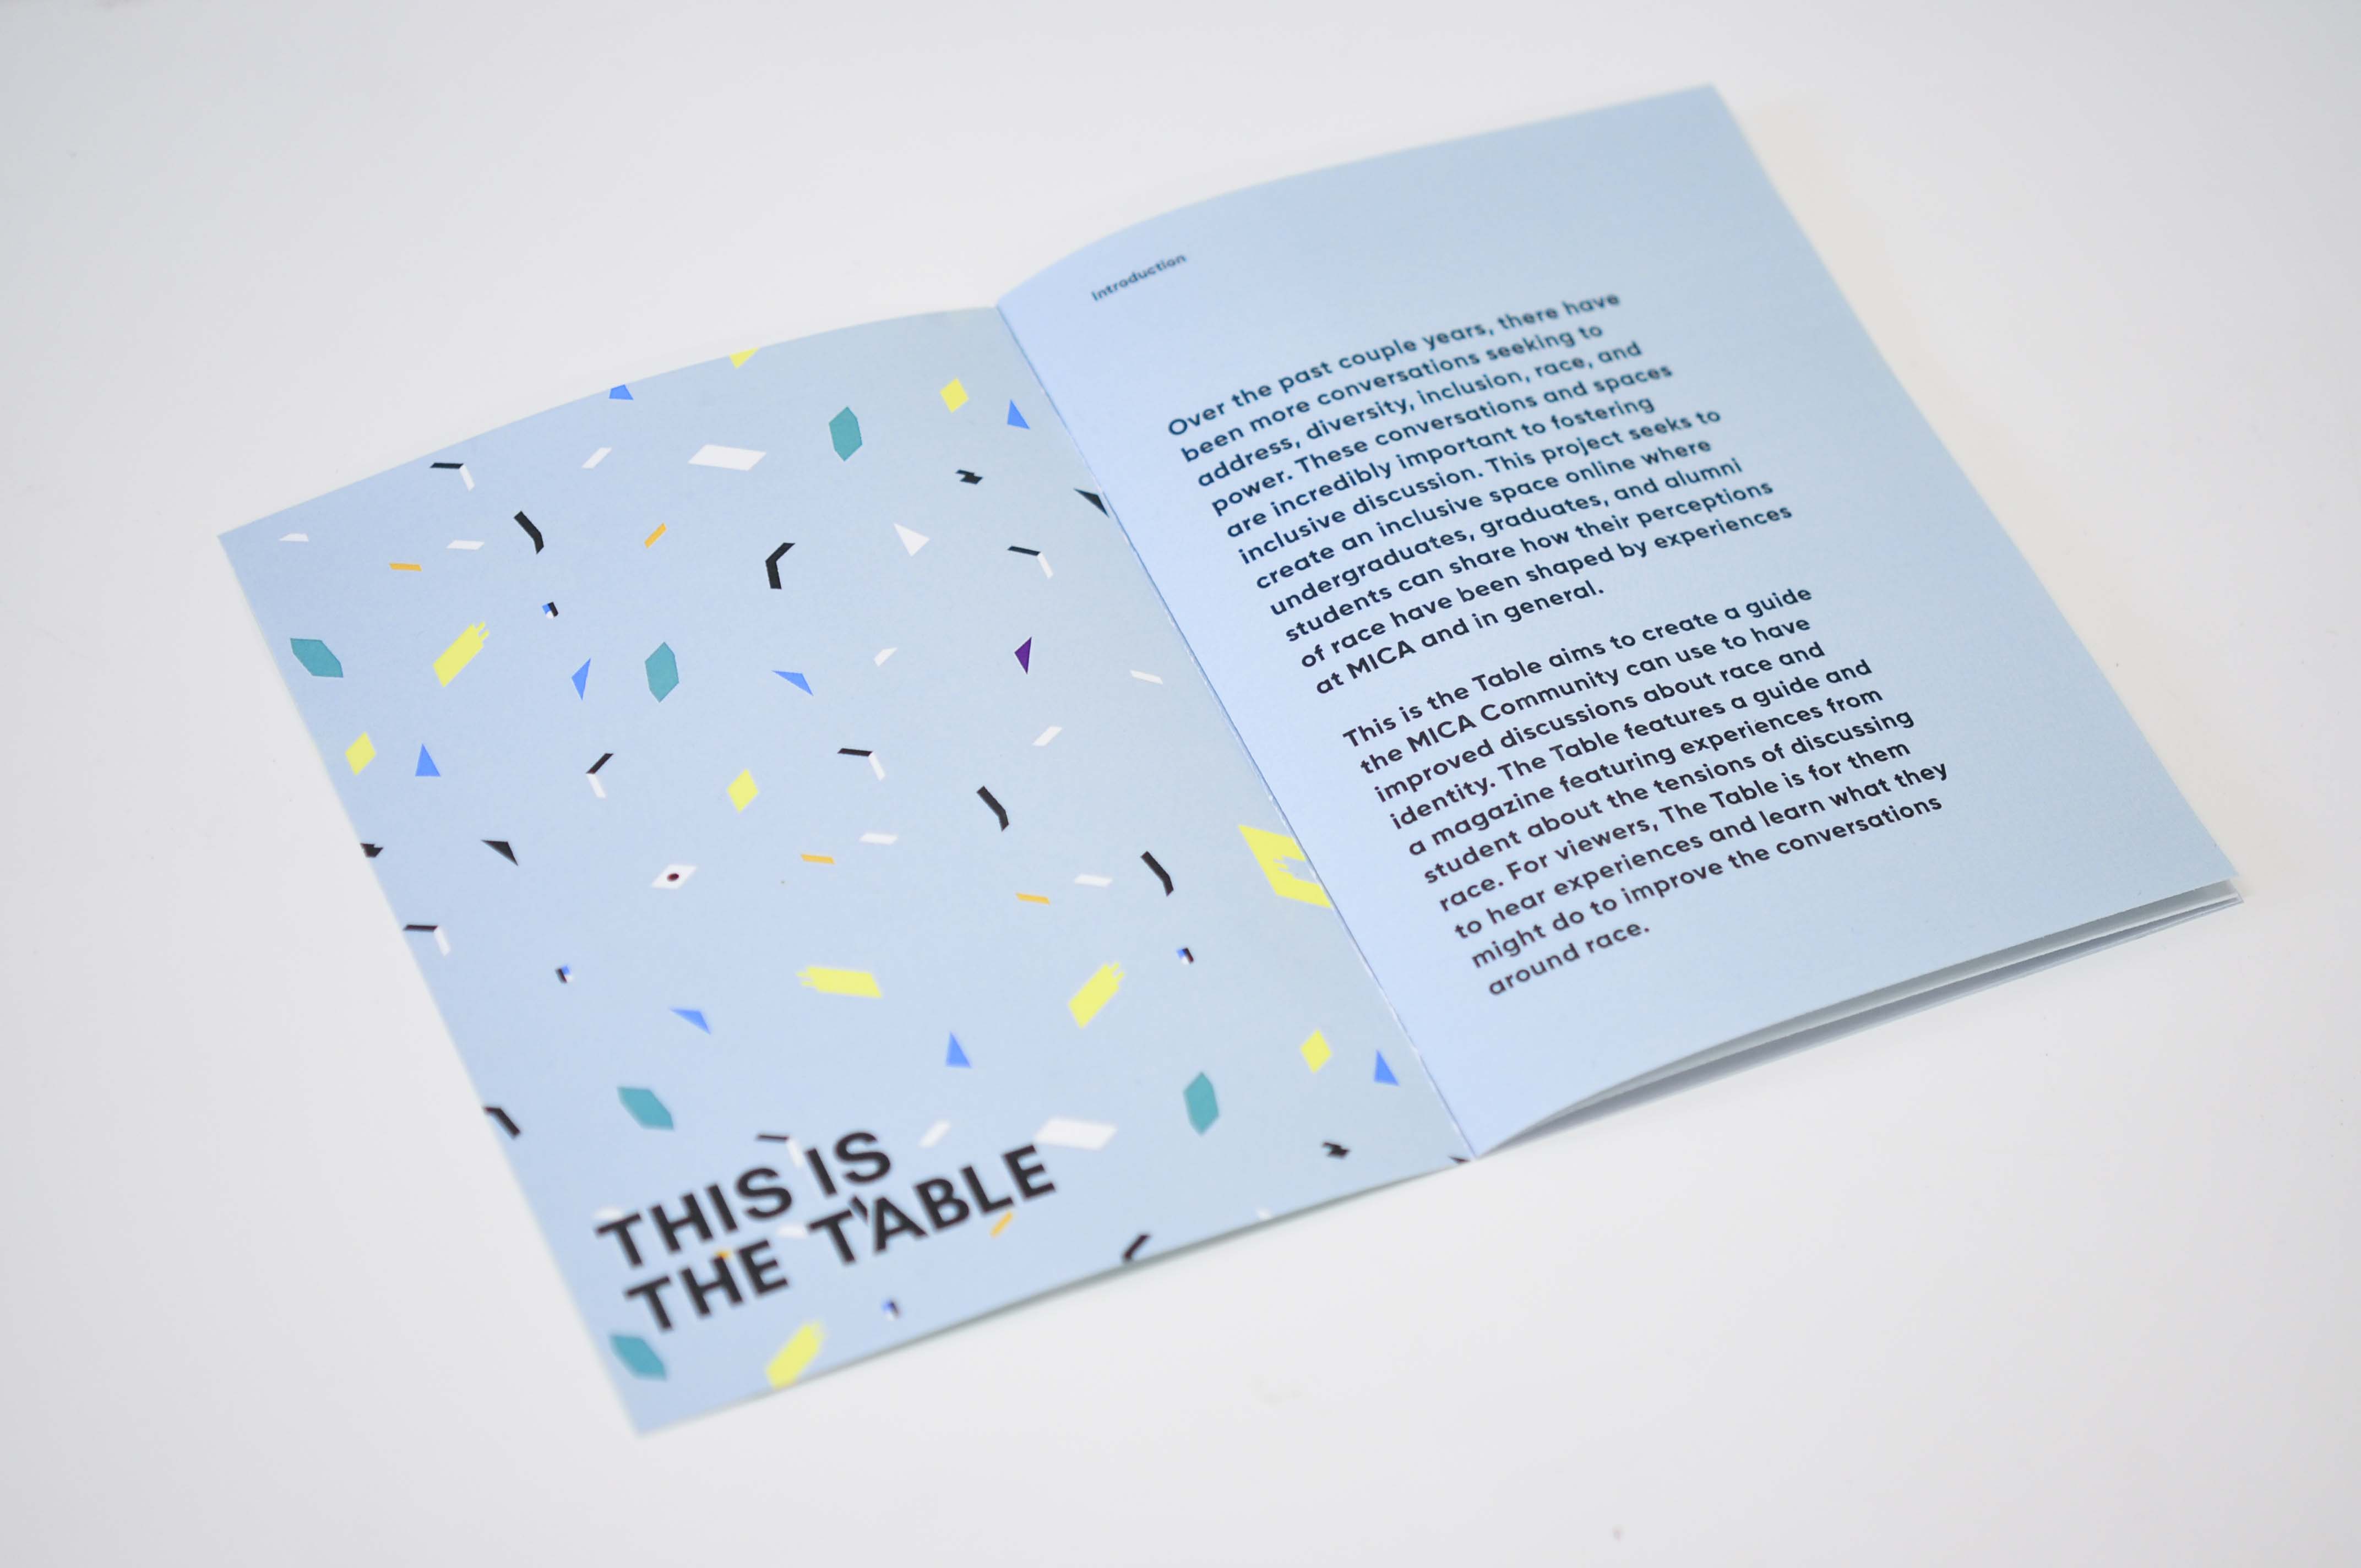 THIS IS
THE TABLE
Introduction
Over the past couple years, there have
been more conversations seeking to
address, diversity, inclusion, race, and
power. These conversations and spaces
are incredibly important to fostering
inclusive discussion. This project seeks to
create an inclusive space online where
undergraduates, graduates, and alumni
students can share how their perceptions
of race have been shaped by experiences
at MICA and in general.
This is the Table aims to create a guide
the MICA Community can use to have
improved discussions about race and
identity. The Table features a guide and
a magazine featuring experiences from
student about the tensions of discussing
race. For viewers, The Table is for them
to hear experiences and learn what they
might do to improve the conversations
around race.